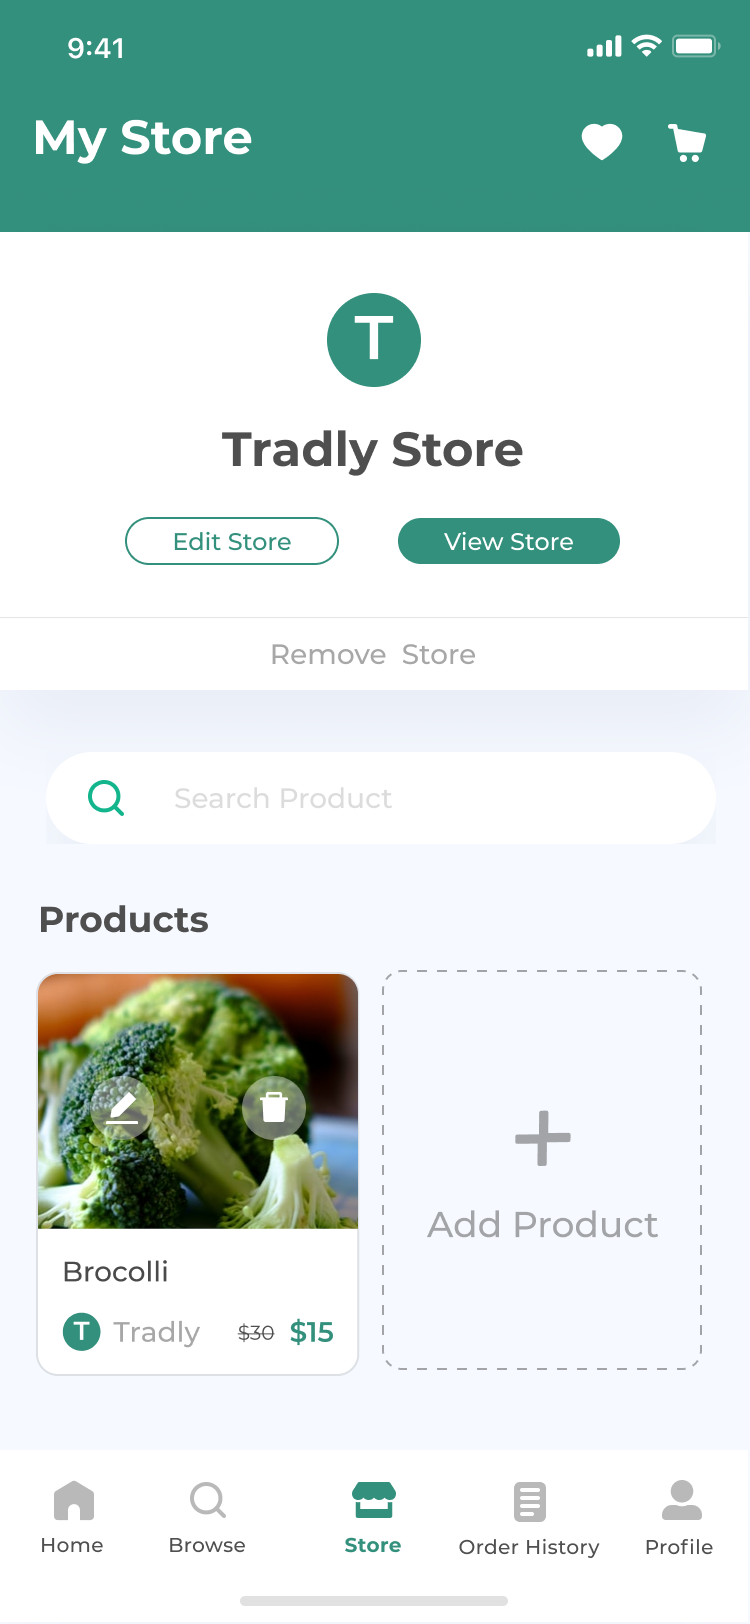 9:41
My Store
T
Tradly Store
Edit Store
View Store
Remove Store
Search Product
Products
Add Product
Brocolli
T Tradly $30 $15
Home
Browse
Store
Order History
Profile